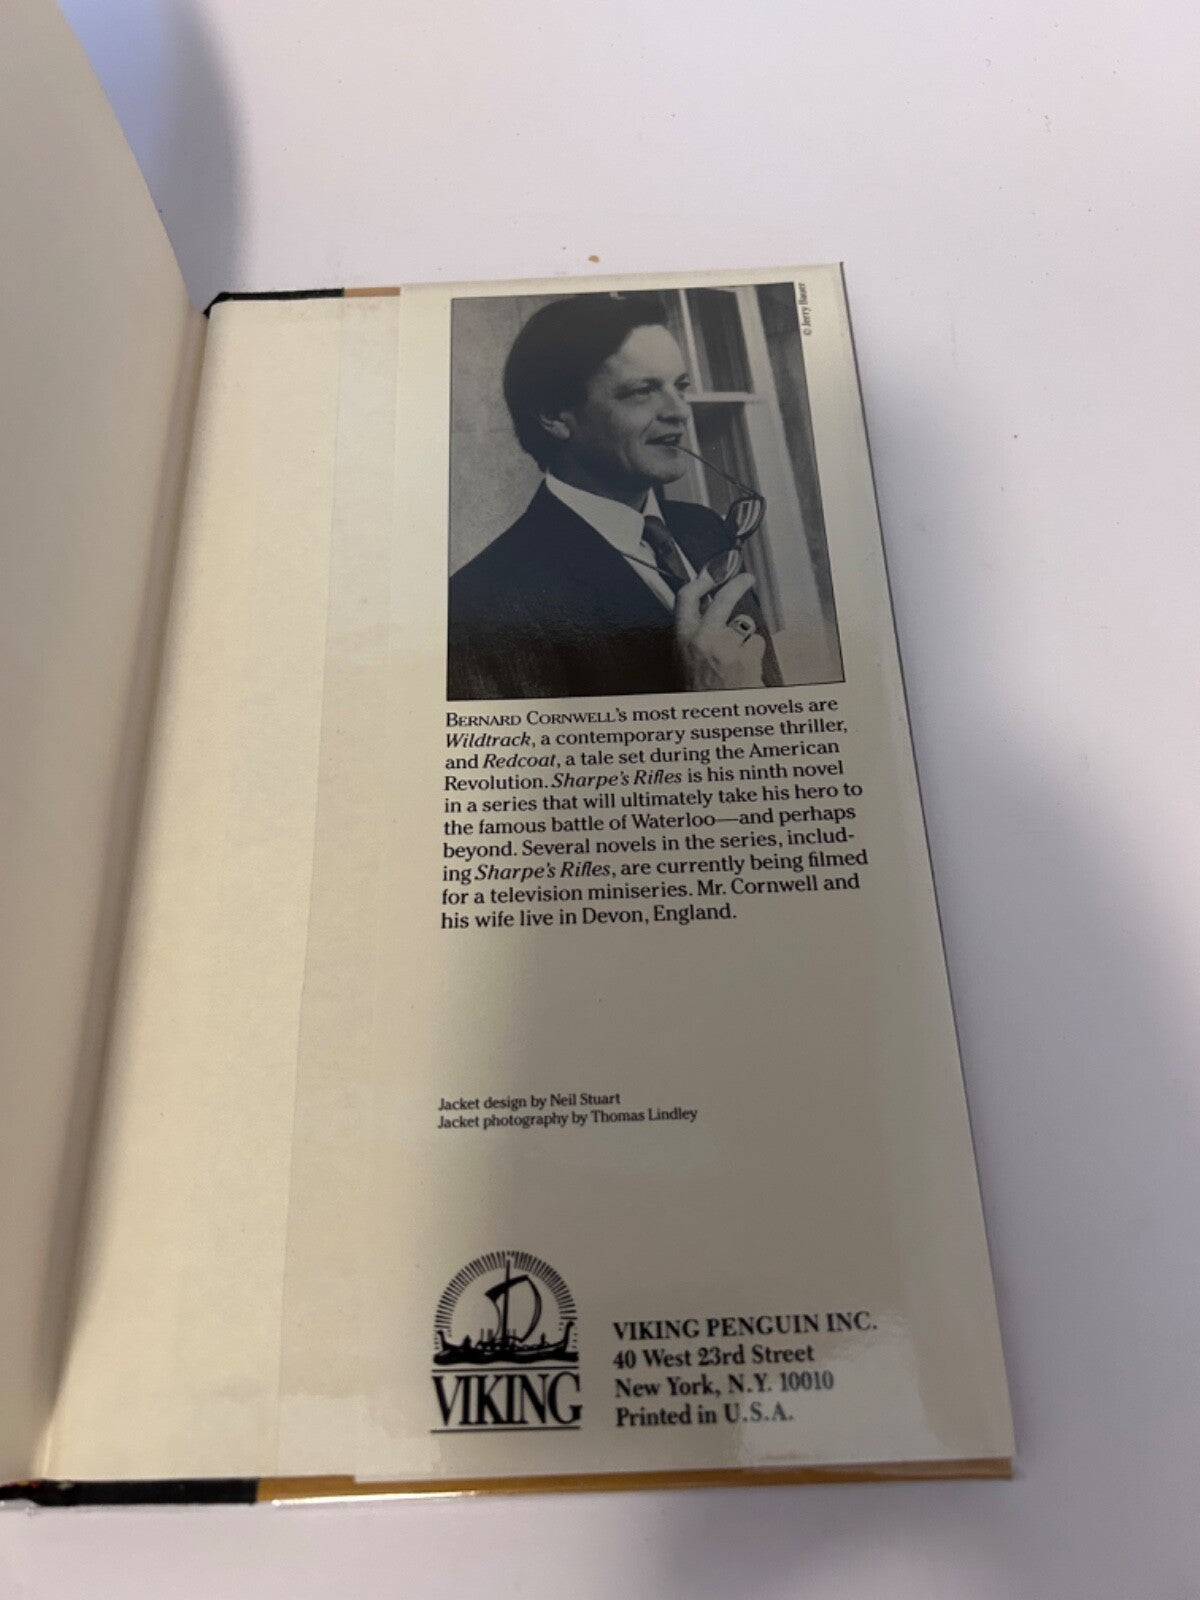 © Jerry Bauer
BERNARD CORNWELL's most recent novels are
Wildtrack, a contemporary suspense thriller,
and Redcoat, a tale set during the American
Revolution. Sharpe's Rifles is his ninth novel
in a series that will ultimately take his hero to
the famous battle of Waterloo—and perhaps
beyond. Several novels in the series, includ-
ing Sharpe's Rifles, are currently being filmed
for a television miniseries. Mr. Cornwell and
his wife live in Devon, England.
Jacket design by Neil Stuart
Jacket photography by Thomas Lindley
VIKING
VIKING PENGUIN INC.
40 West 23rd Street
New York, N.Y. 10010
Printed in U.S.A.